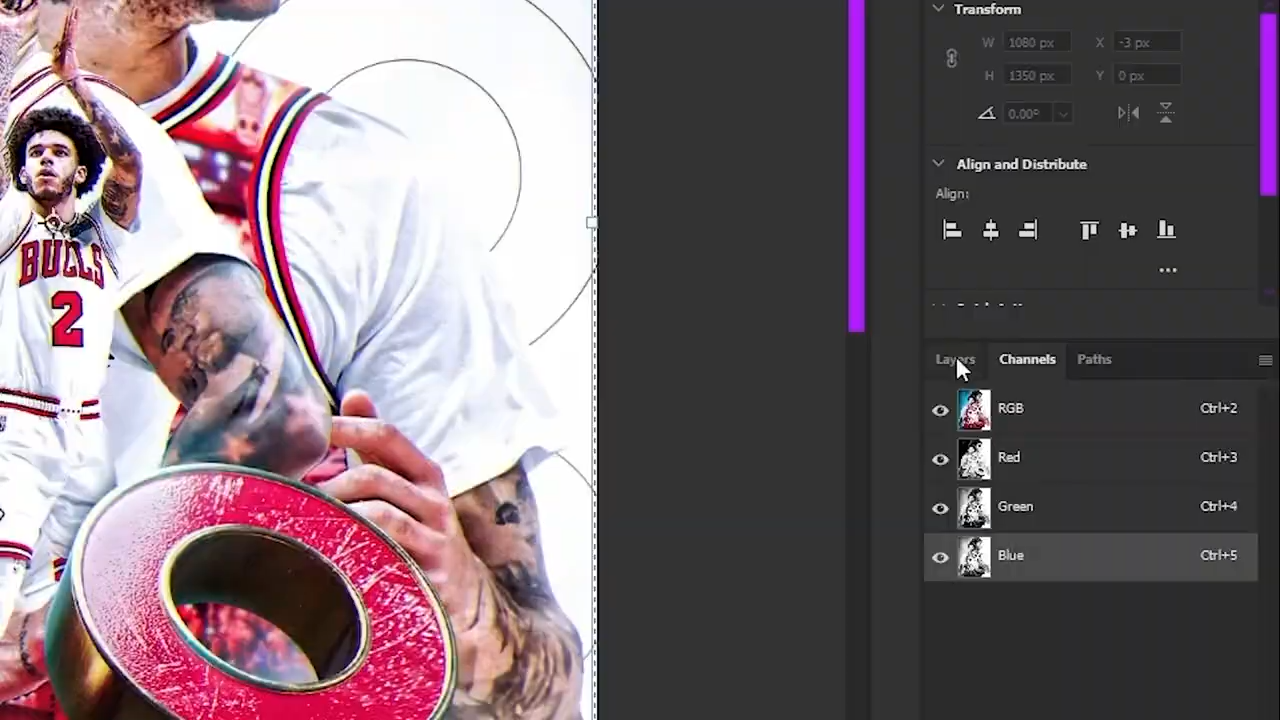 Transform
W 1080 px X -3 px
H 1350 px Y 0 px
0.00°
Align and Distribute
Align:
BULLS
2
Layers Channels Paths
RGB Ctrl+2
Red Ctrl+3
Green Ctrl+4
Blue Ctrl+5